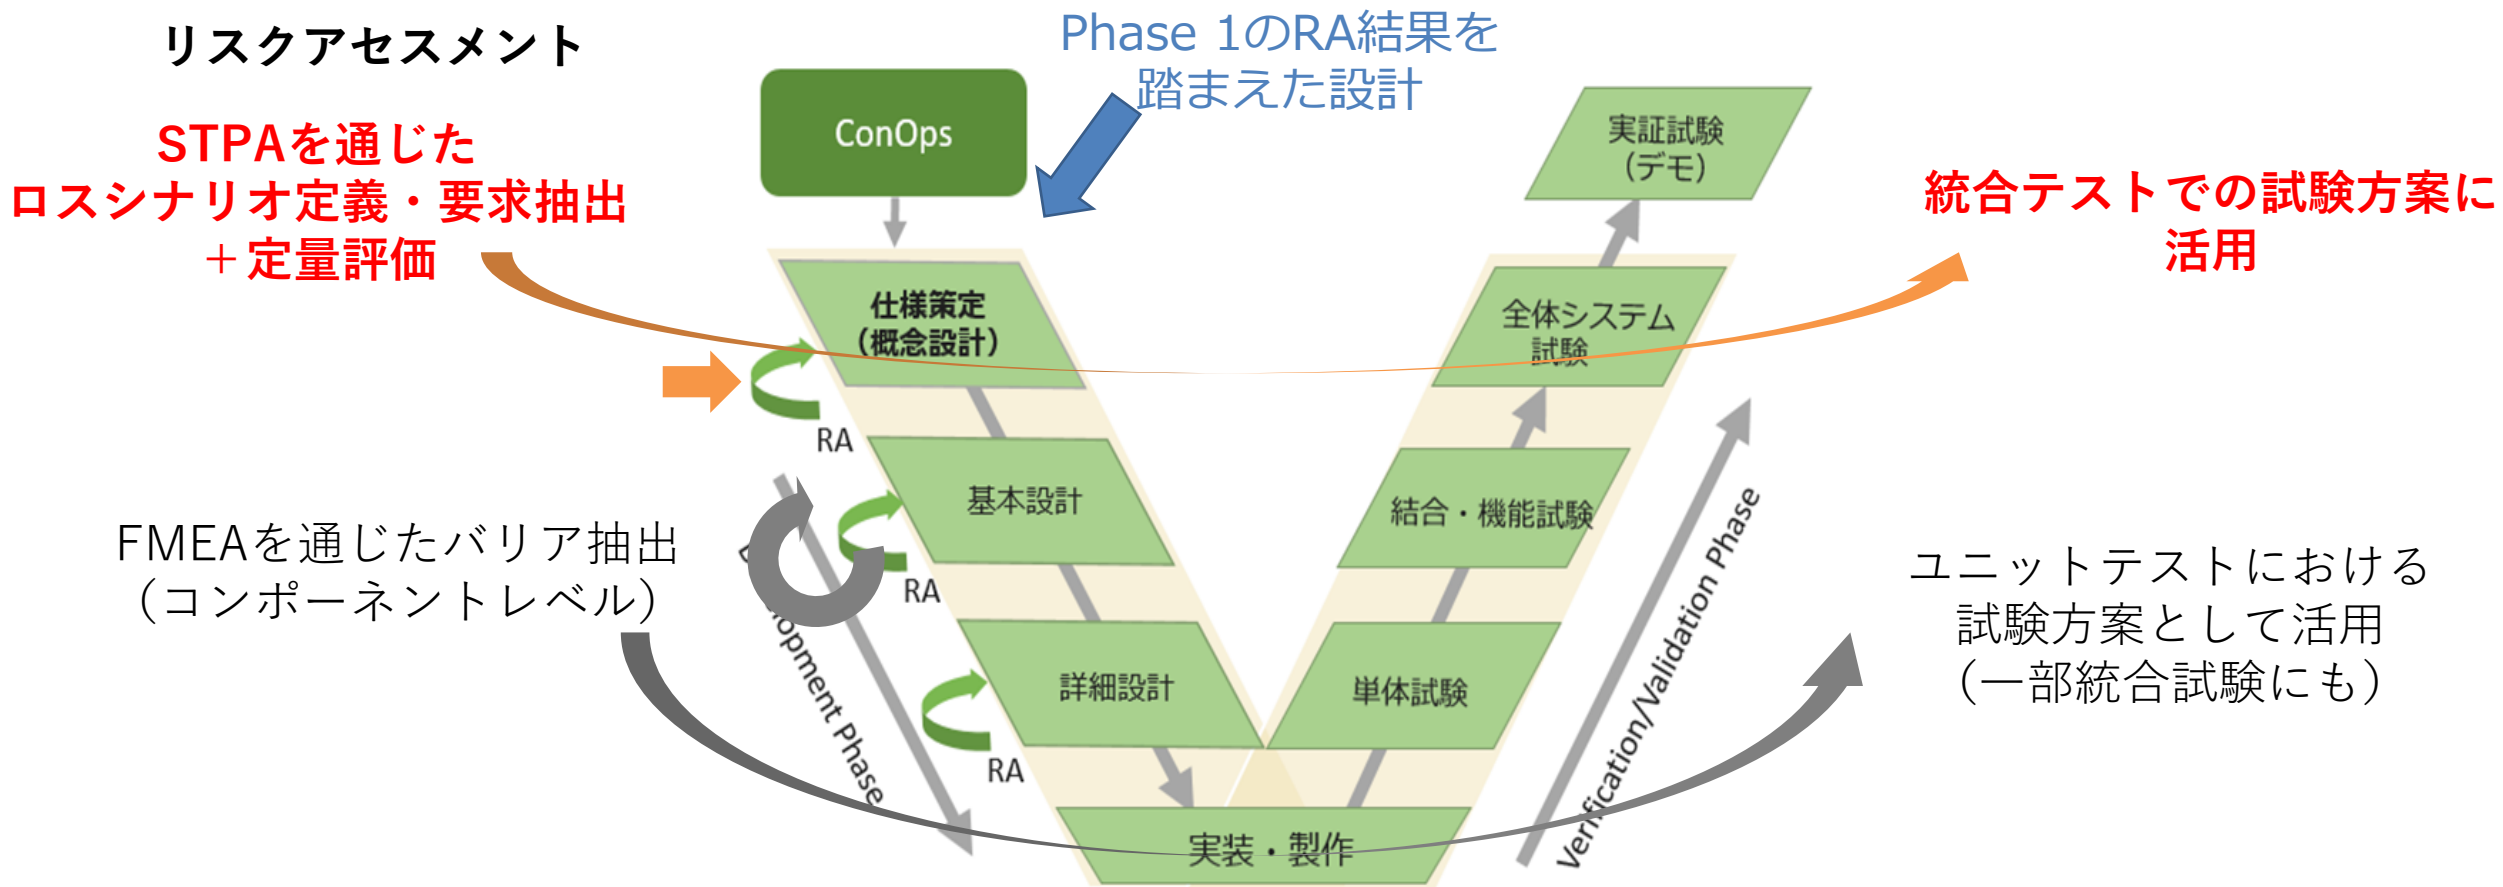 リスクアセスメント
Phase 1のRA結果を
踏まえた設計
STPAを通じた
ロスシナリオ定義・要求抽出
＋定量評価
ConOps
実証試験
（デモ）
統合テストでの試験方案に
活用
仕様策定
（概念設計）
全体システム
試験
RA
基本設計
結合・機能試験
FMEAを通じたバリア抽出
（コンポーネントレベル）
RA
ユニットテストにおける
試験方案として活用
（一部統合試験にも）
詳細設計
単体試験
RA
Phase
Verification/Validation Phase
実装・製作